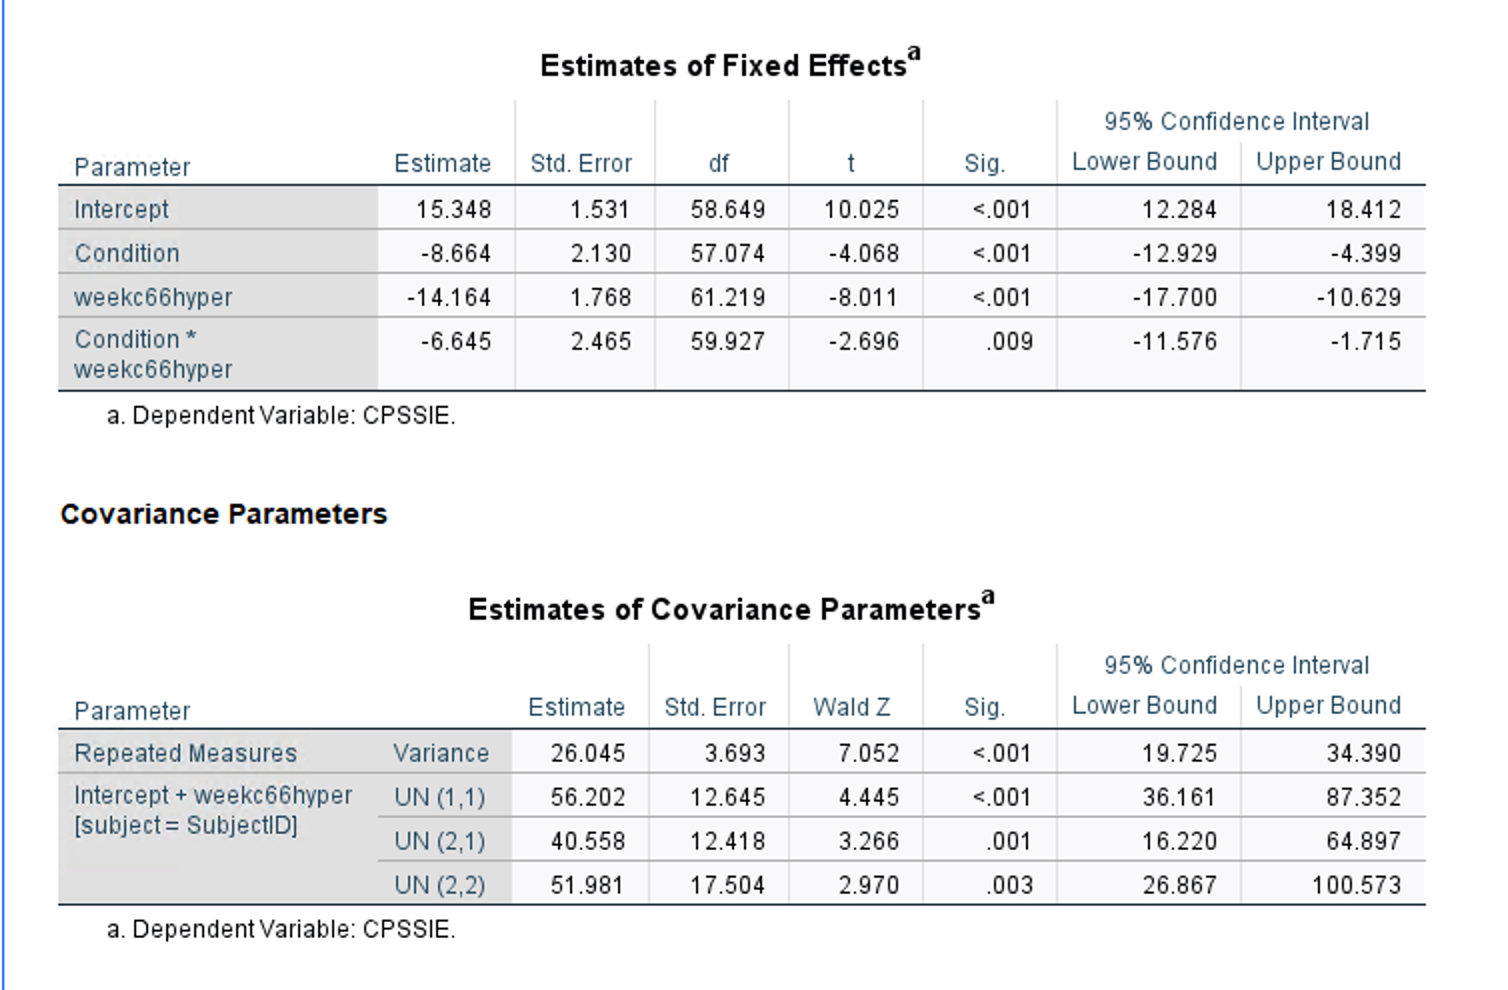 Estimates of Fixed Effectsa
95% Confidence Interval
Parameter Estimate Std. Error df t Sig. Lower Bound Upper Bound
Intercept 15.348 1.531 58.649 10.025 <.001 12.284 18.412
Condition -8.664 2.130 57.074 -4.068 <.001 -12.929 -4.399
weekc66hyper -14.164 1.768 61.219 -8.011 <.001 -17.700 -10.629
Condition * -6.645 2.465 59.927 -2.696 .009 -11.576 -1.715
weekc66hyper
a. Dependent Variable: CPSSIE.
Covariance Parameters
Estimates of Covariance Parametersa
95% Confidence Interval
Parameter Estimate Std. Error Wald Z Sig. Lower Bound Upper Bound
Repeated Measures Variance 26.045 3.693 7.052 <.001 19.725 34.390
Intercept + weekc66hyper UN (1,1) 56.202 12.645 4.445 <.001 36.161 87.352
[subject = SubjectID]
UN (2,1) 40.558 12.418 3.266 .001 16.220 64.897
UN (2,2) 51.981 17.504 2.970 .003 26.867 100.573
a. Dependent Variable: CPSSIE.